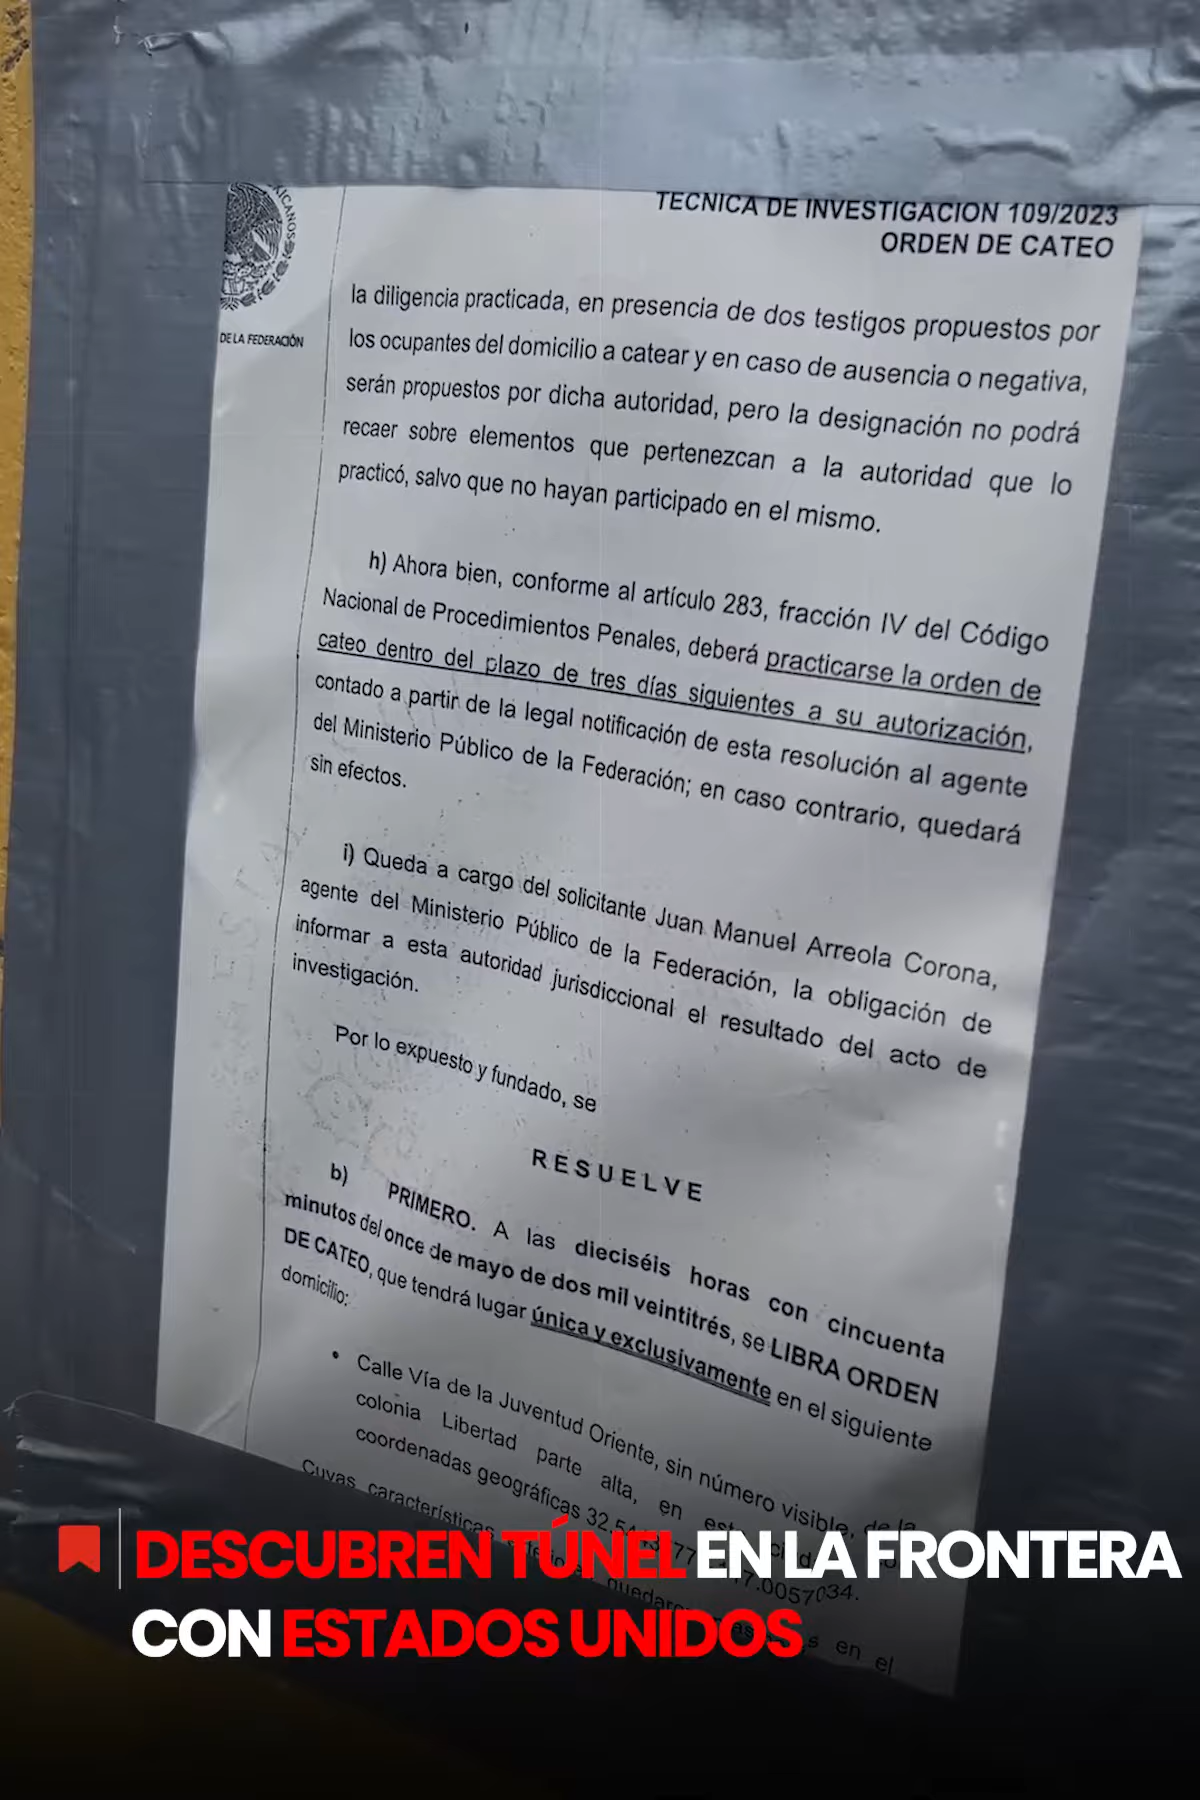 XICANOS
DE LA FEDERACIÓN
TÉCNICA DE INVESTIGACIÓN 109/2023
ORDEN DE CATEO
la diligencia practicada, en presencia de dos testigos propuestos por
los ocupantes del domicilio a catear y en caso de ausencia o negativa,
serán propuestos por dicha autoridad, pero la designación no podrá
recaer sobre elementos que pertenezcan a la autoridad que lo
practicó, salvo que no hayan participado en el mismo.
h) Ahora bien, conforme al artículo 283, fracción IV del Código
Nacional de Procedimientos Penales, deberá practicarse la orden de
cateo dentro del plazo de tres días siguientes a su autorización,
contado a partir de la legal notificación de esta resolución al agente
del Ministerio Público de la Federación; en caso contrario, quedará
sin efectos.
i) Queda a cargo del solicitante Juan Manuel Arreola Corona,
agente del Ministerio Público de la Federación, la obligación de
informar a esta autoridad jurisdiccional el resultado del acto de
investigación.
Por lo expuesto y fundado, se
RESUELVE
b) PRIMERO. A las dieciséis horas con cincuenta
minutos del once de mayo de dos mil veintitrés, se LIBRA ORDEN
DE CATEO, que tendrá lugar única y exclusivamente en el siguiente
domicilio:
• Calle Vía de la Juventud Oriente, sin número visible, de la
colonia Libertad parte alta, en
coordenadas geográficas
Cuyas características en el
DESCUBREN TÚNEL EN LA FRONTERA
CON ESTADOS UNIDOS